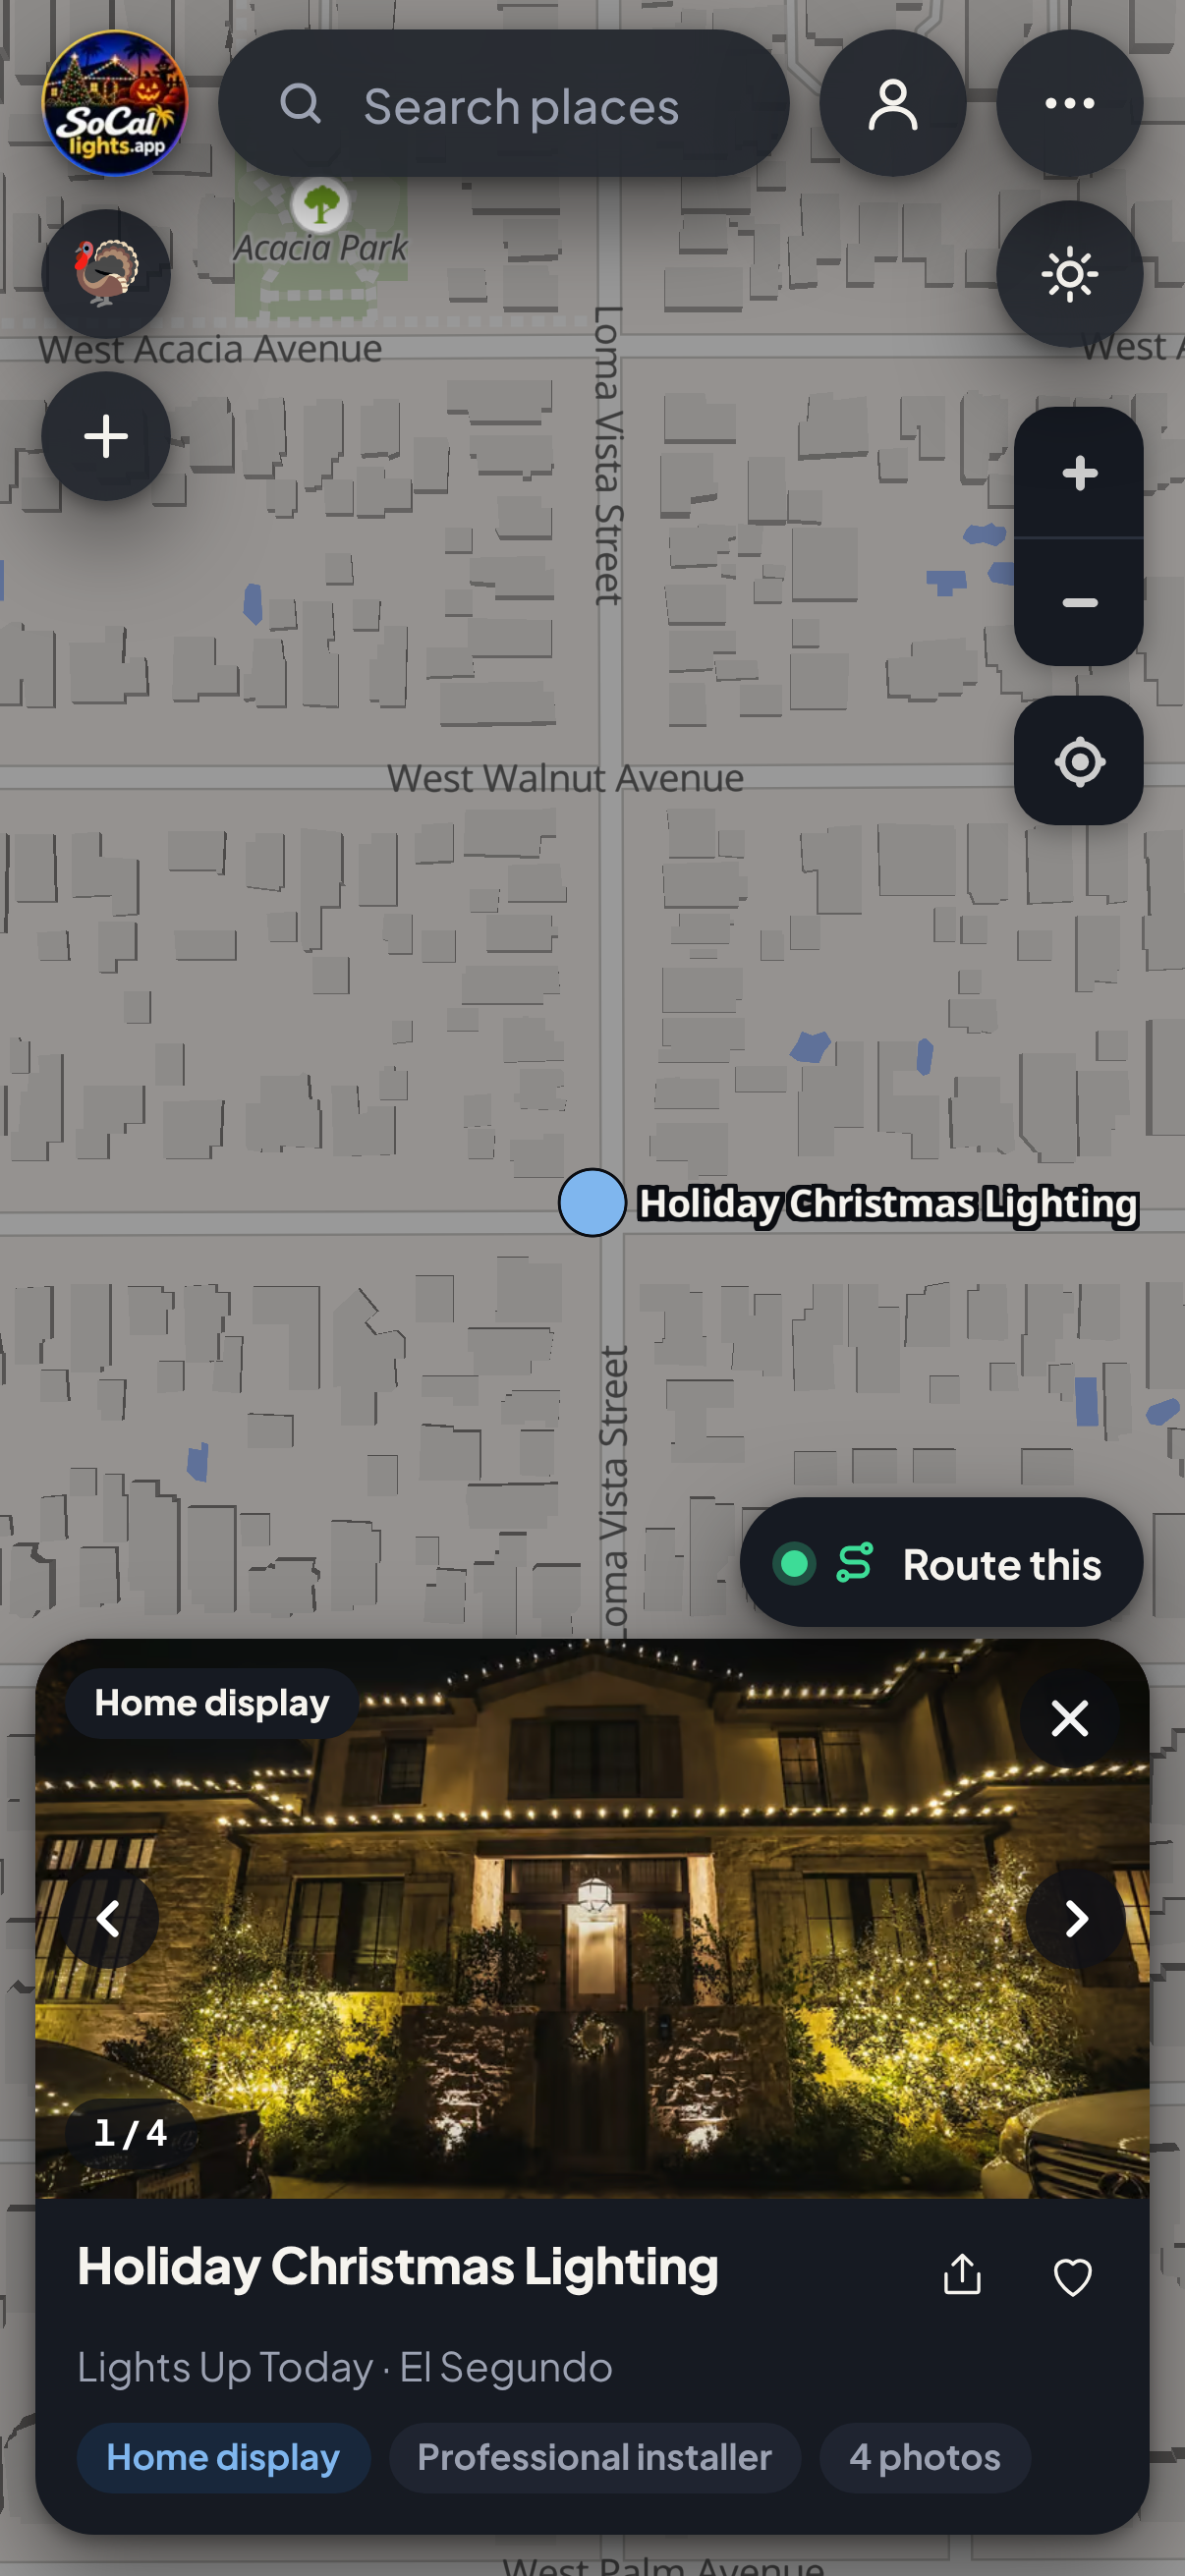 SoCal
lights.app
Search places
Acacia Park
West Acacia Avenue
West A
Loma Vista Street
West Walnut Avenue
Holiday Christmas Lighting
Loma Vista Street
Route this
Home display
1 / 4
Holiday Christmas Lighting
Lights Up Today · El Segundo
Home display
Professional installer
4 photos
West Palm Avenue